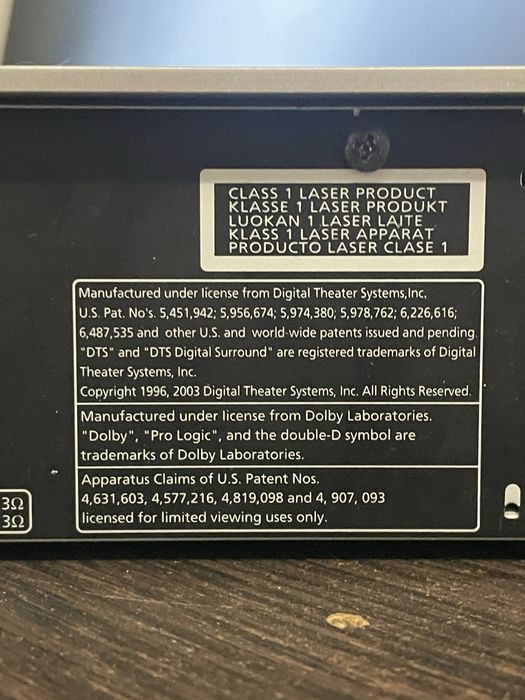 CLASS 1 LASER PRODUCT
KLASSE 1 LASER PRODUKT
LUOKAN 1 LASER LAITE
KLASS 1 LASER APPARAT
PRODUCTO LASER CLASE 1
Manufactured under license from Digital Theater Systems,Inc.
U.S. Pat. No's. 5,451,942; 5,956,674; 5,974,380; 5,978,762; 6,226,616;
6,487,535 and other U.S. and world-wide patents issued and pending.
"DTS" and "DTS Digital Surround" are registered trademarks of Digital
Theater Systems, Inc.
Copyright 1996, 2003 Digital Theater Systems, Inc. All Rights Reserved.
Manufactured under license from Dolby Laboratories.
"Dolby", "Pro Logic", and the double-D symbol are
trademarks of Dolby Laboratories.
Apparatus Claims of U.S. Patent Nos.
4,631,603, 4,577,216, 4,819,098 and 4, 907, 093
licensed for limited viewing uses only.
3Ω
3Ω